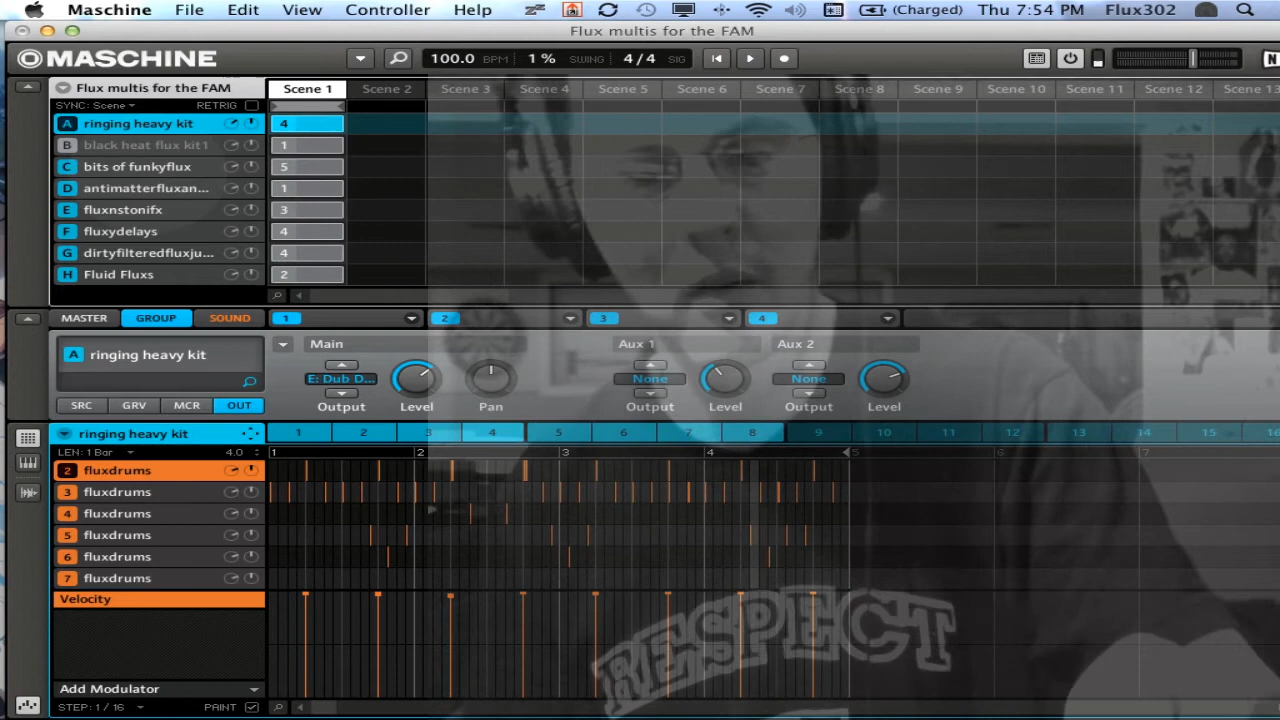 Maschine File Edit View Controller Help (Charged) Thu 7:54 PM Flux302
Flux multis for the FAM
MASCHINE 100.0 BPM 1 % SWING 4/4 SIG N
Flux multis for the FAM Scene 1 Scene 2 Scene 3 Scene 4 Scene 5 Scene 6 Scene 7 Scene 8 Scene 9 Scene 10 Scene 11 Scene 12 Scene 13
SYNC: Scene RETRIG
A ringing heavy kit 4
B black heat flux kit1 1
C bits of funkyflux 5
D antimatterfluxan... 1
E fluxnstonifx 3
F fluxydelays 4
G dirtyfilteredfluxju... 4
H Fluid Fluxs 2
MASTER GROUP SOUND 1 2 3 4
Main Aux 1 Aux 2
A ringing heavy kit
E: Dub D... None None
SRC GRV MCR OUT Output Level Pan Output Level Output Level
ringing heavy kit 1 2 3 4 5 6 7 8 9 10 11 12 13 14 15 16
LEN: 1 Bar 4.0 1 2 3 4 5 6 7
2 fluxdrums
3 fluxdrums
4 fluxdrums
5 fluxdrums
6 fluxdrums
7 fluxdrums
Velocity
RESPECT
Add Modulator
STEP: 1 / 16 PAINT